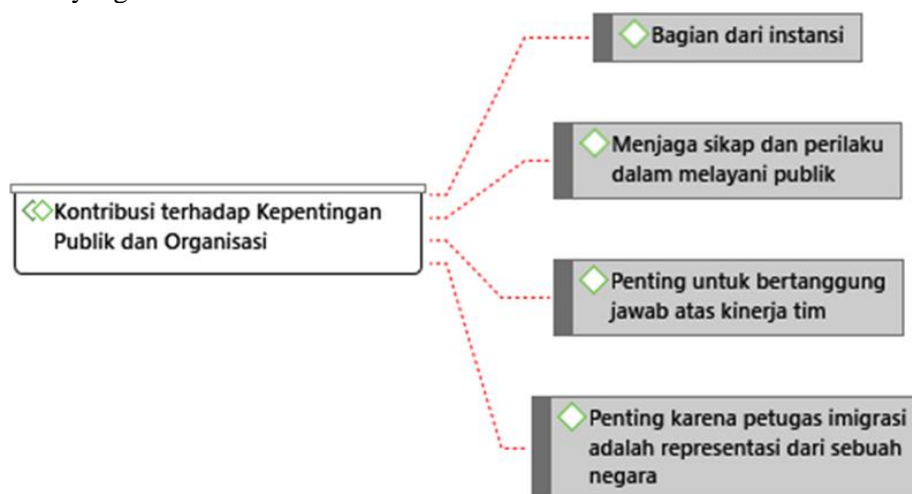 Bagian dari instansi
Menjaga sikap dan perilaku
dalam melayani publik
Kontribusi terhadap Kepentingan
Publik dan Organisasi
Penting untuk bertanggung
jawab atas kinerja tim
Penting karena petugas imigrasi
adalah representasi dari sebuah
negara